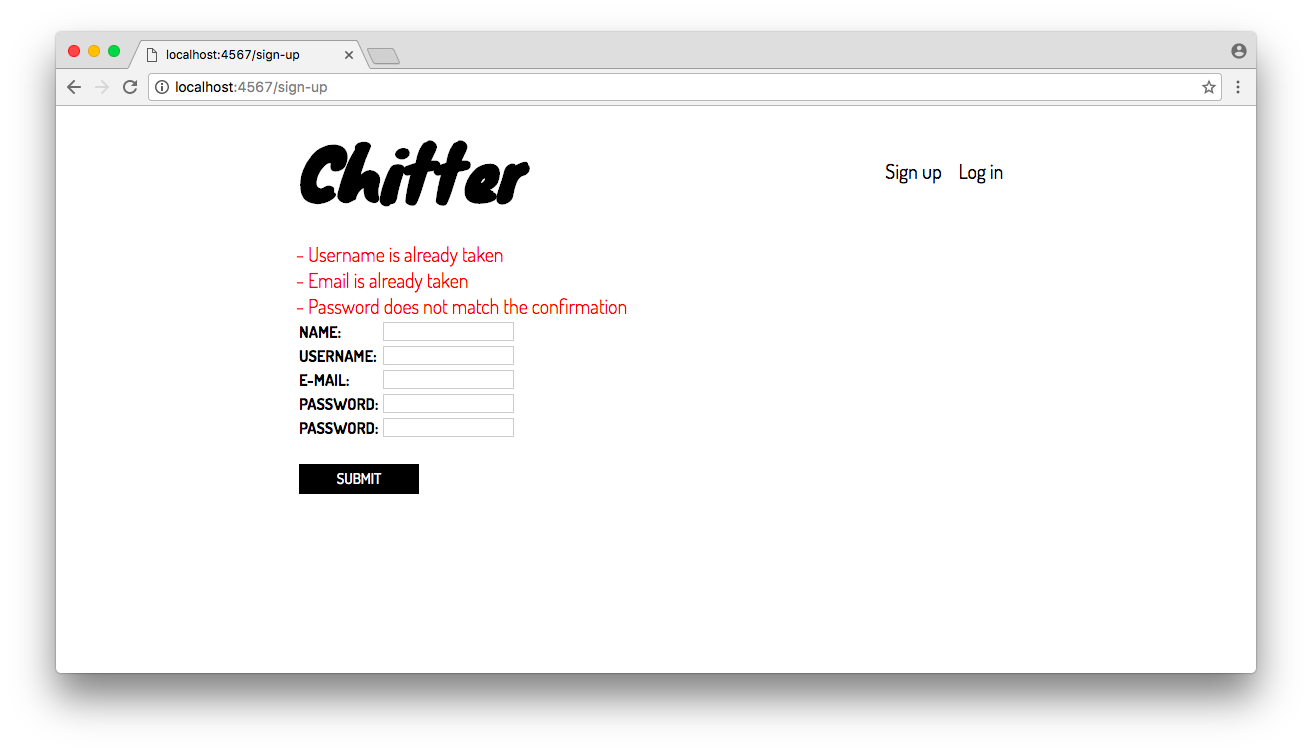 localhost:4567/sign-up
localhost:4567/sign-up
Chitter
Sign up Log in
- Username is already taken
- Email is already taken
- Password does not match the confirmation
NAME:
USERNAME:
E-MAIL:
PASSWORD:
PASSWORD:
SUBMIT